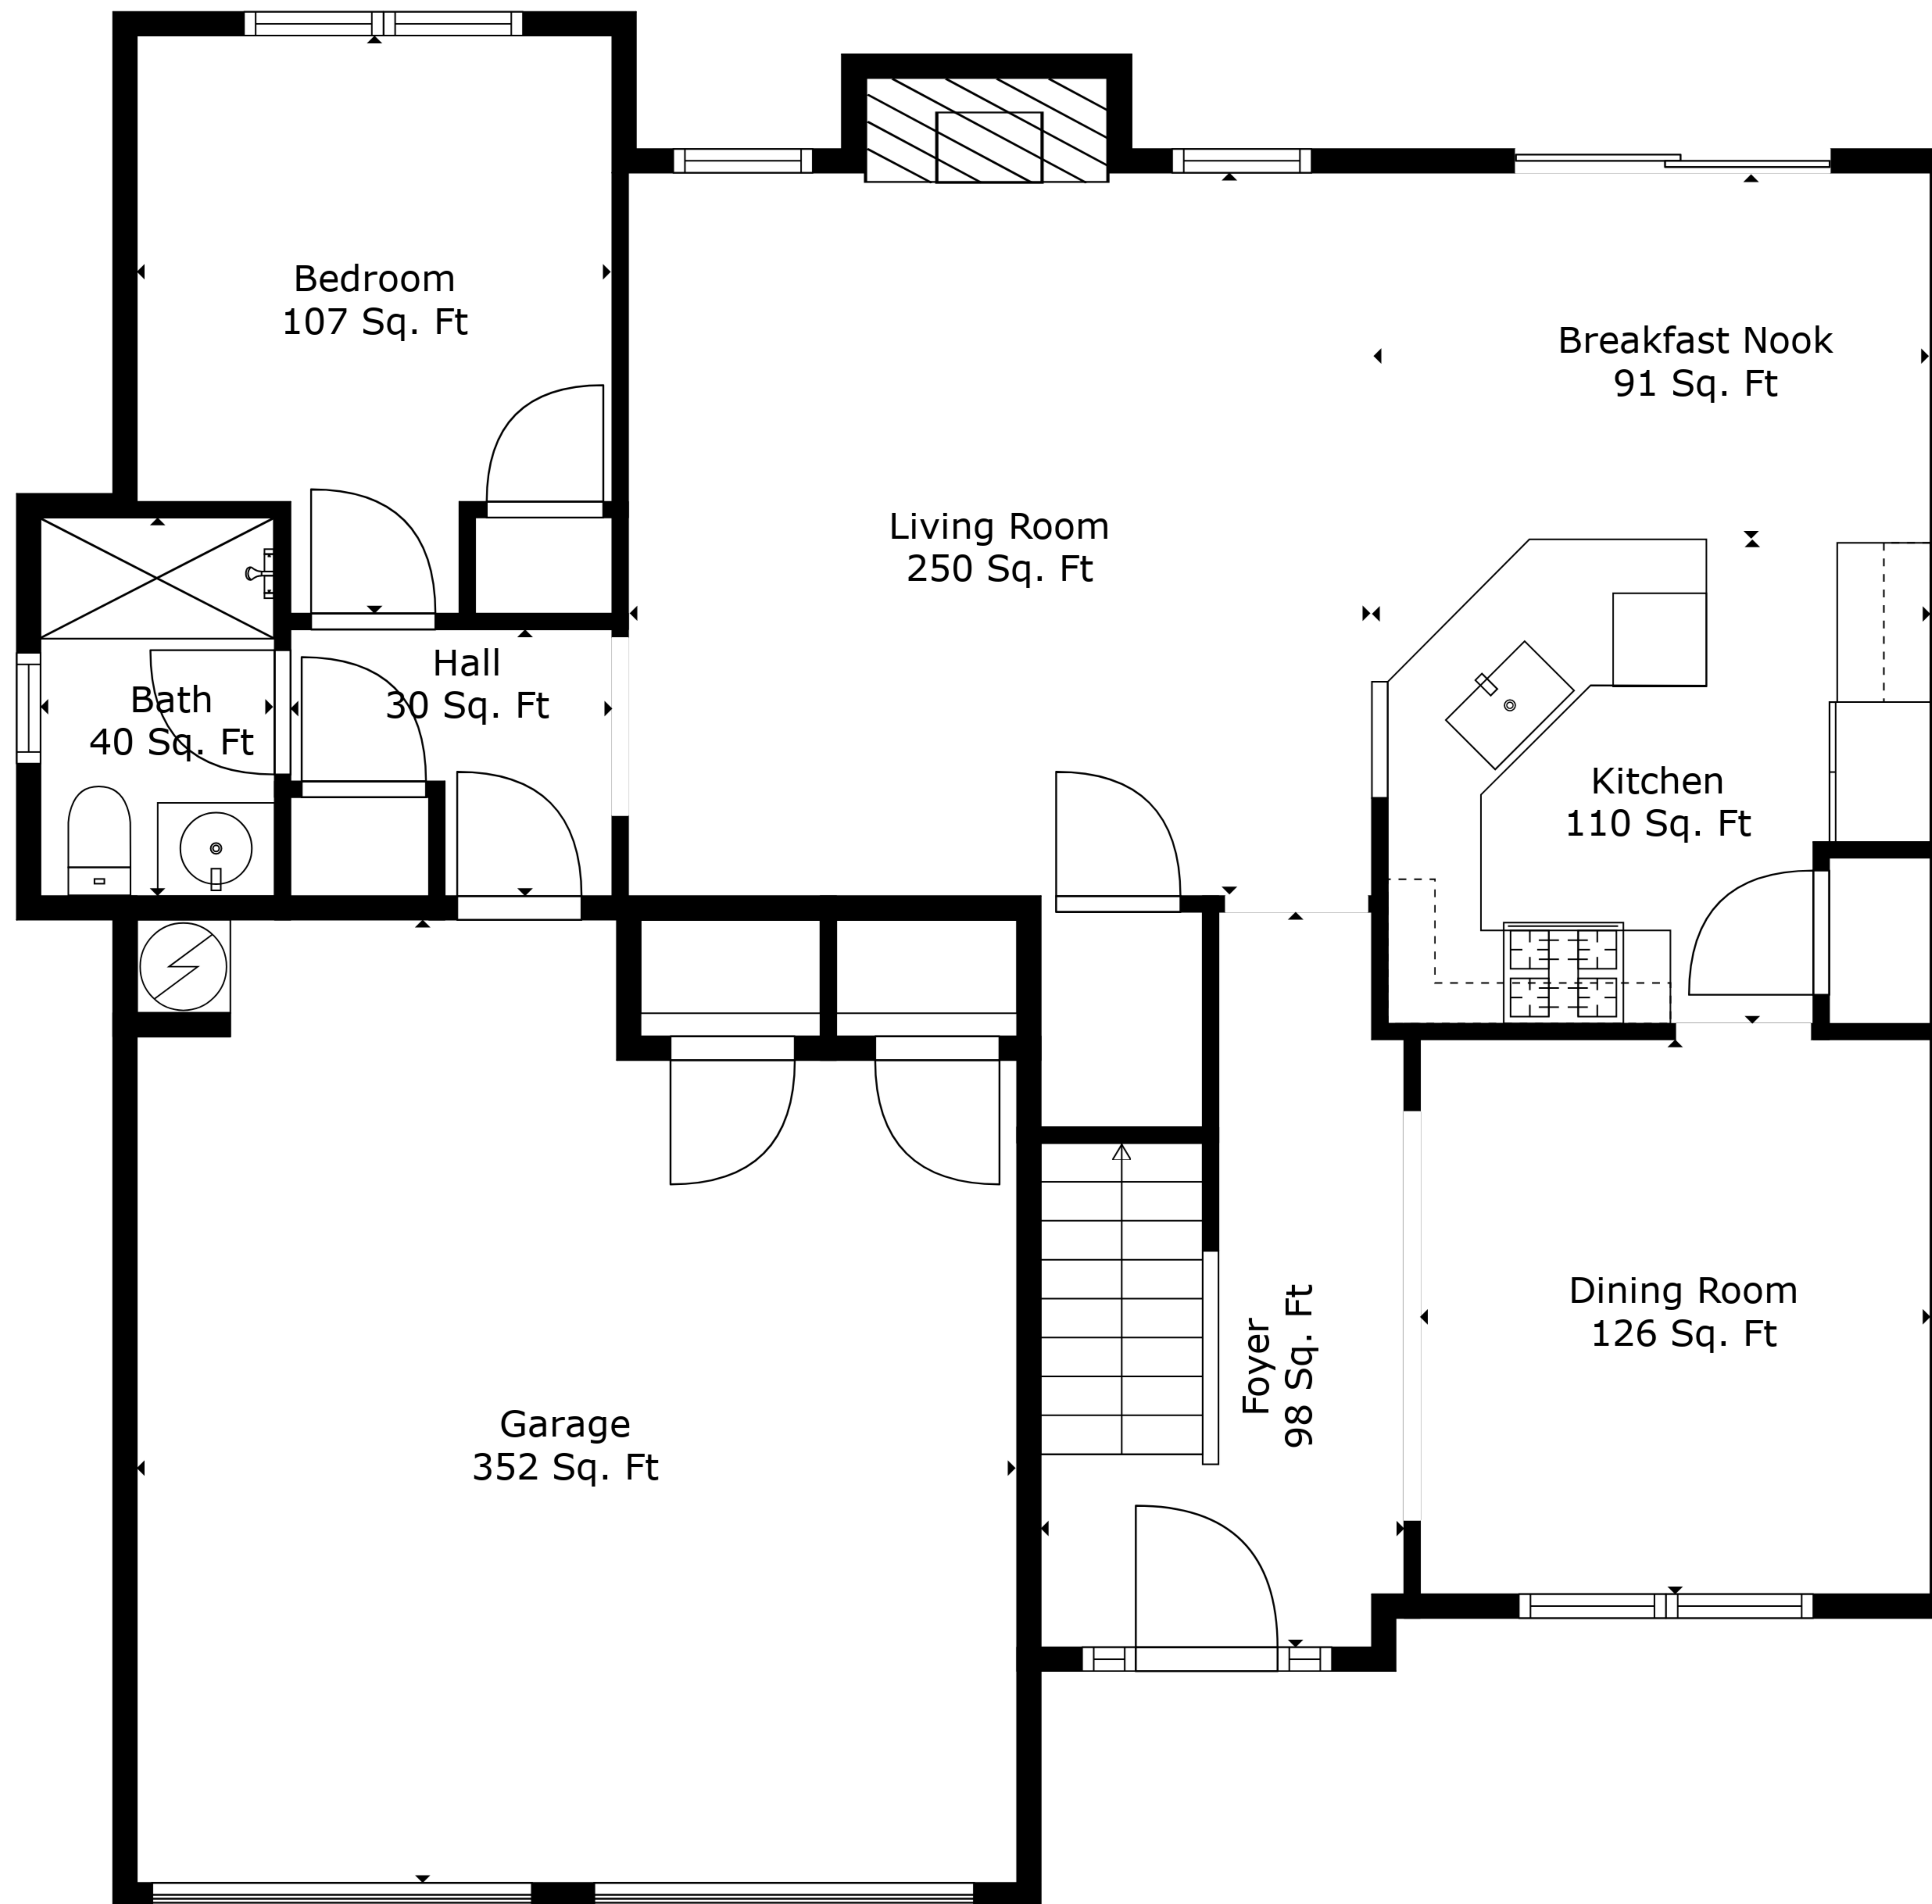 Bedroom
107 Sq. Ft
Breakfast Nook
91 Sq. Ft
Living Room
250 Sq. Ft
Hall
30 Sq. Ft
Bath
40 Sq. Ft
Kitchen
110 Sq. Ft
Dining Room
126 Sq. Ft
Foyer
98 Sq. Ft
Garage
352 Sq. Ft